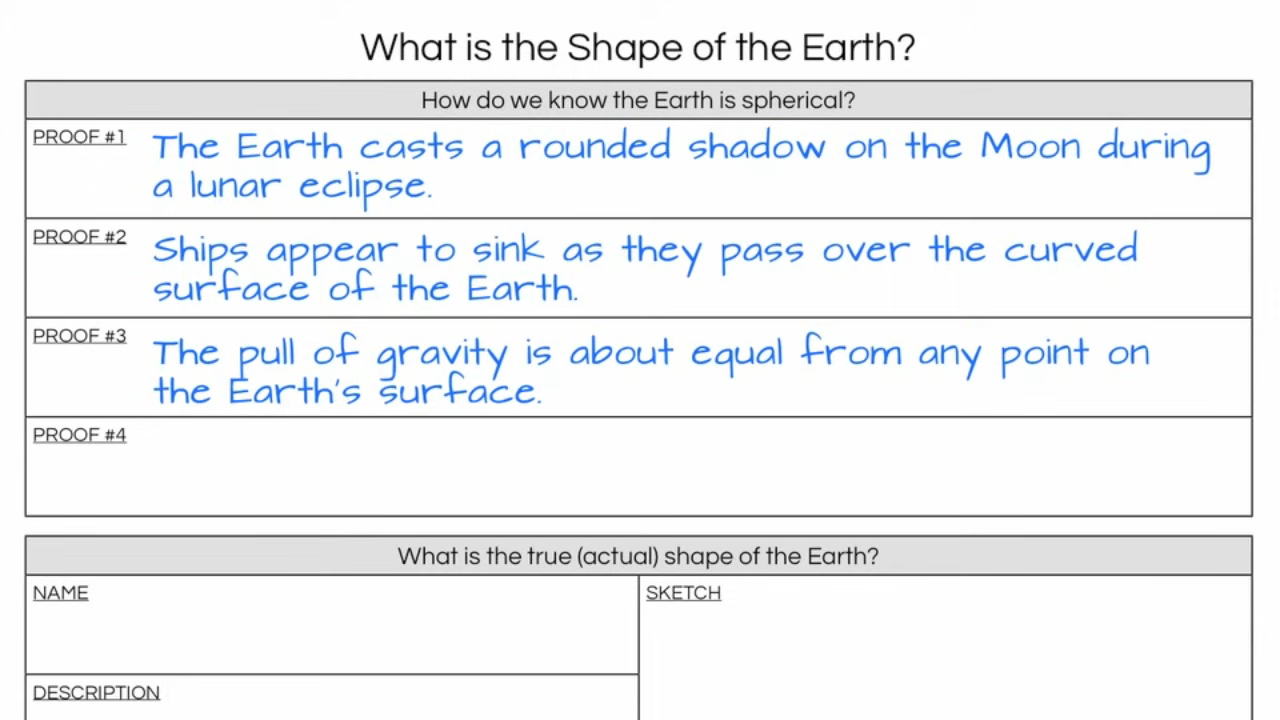 What is the Shape of the Earth?
How do we know the Earth is spherical?
PROOF #1
The Earth casts a rounded shadow on the Moon during
a lunar eclipse.
PROOF #2
Ships appear to sink as they pass over the curved
surface of the Earth.
PROOF #3
The pull of gravity is about equal from any point on
the Earth's surface.
PROOF #4
What is the true (actual) shape of the Earth?
NAME
SKETCH
DESCRIPTION